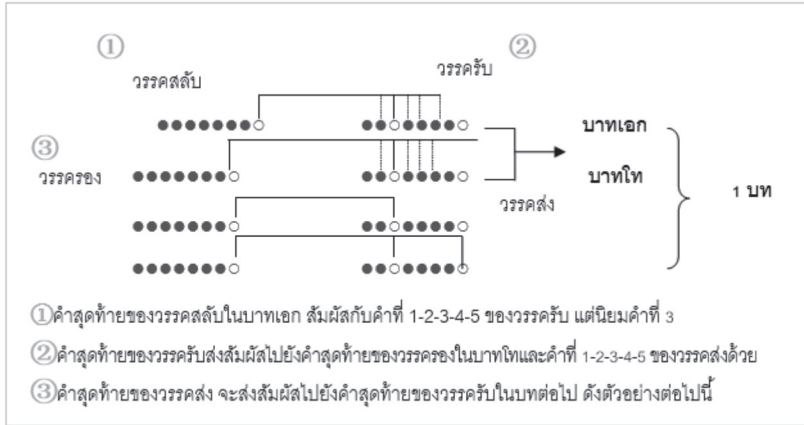 ① ②
วรรคสลับ วรรครับ
บาทเอก
③
วรรครอง บาทโท 1 บท
วรรคส่ง
①คำสุดท้ายของวรรคสลับในบาทเอก สัมผัสกับคำที่ 1-2-3-4-5 ของวรรครับ แต่นิยมคำที่ 3
②คำสุดท้ายของวรรครับส่งสัมผัสไปยังคำสุดท้ายของวรรครองในบาทโทและคำที่ 1-2-3-4-5 ของวรรคส่งด้วย
③คำสุดท้ายของวรรคส่ง จะส่งสัมผัสไปยังคำสุดท้ายของวรรครับในบทต่อไป ดังตัวอย่างต่อไปนี้